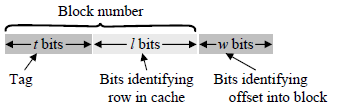 Block number
t bits
l bits
w bits
Tag
Bits identifying
row in cache
Bits identifying
offset into block